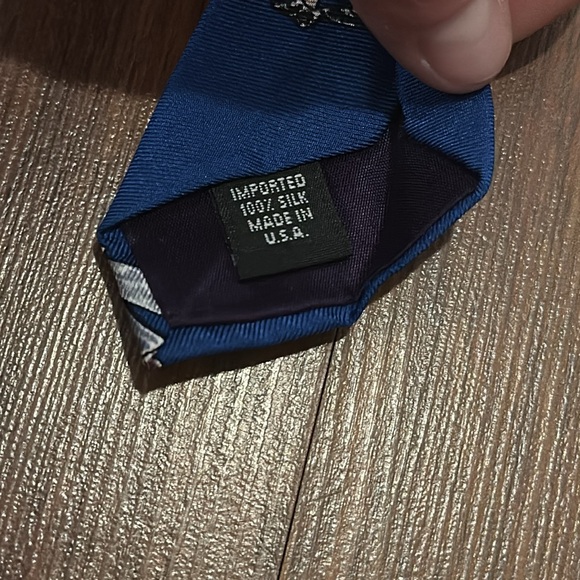 IMPORTED
100% SILK
MADE IN
U.S.A.